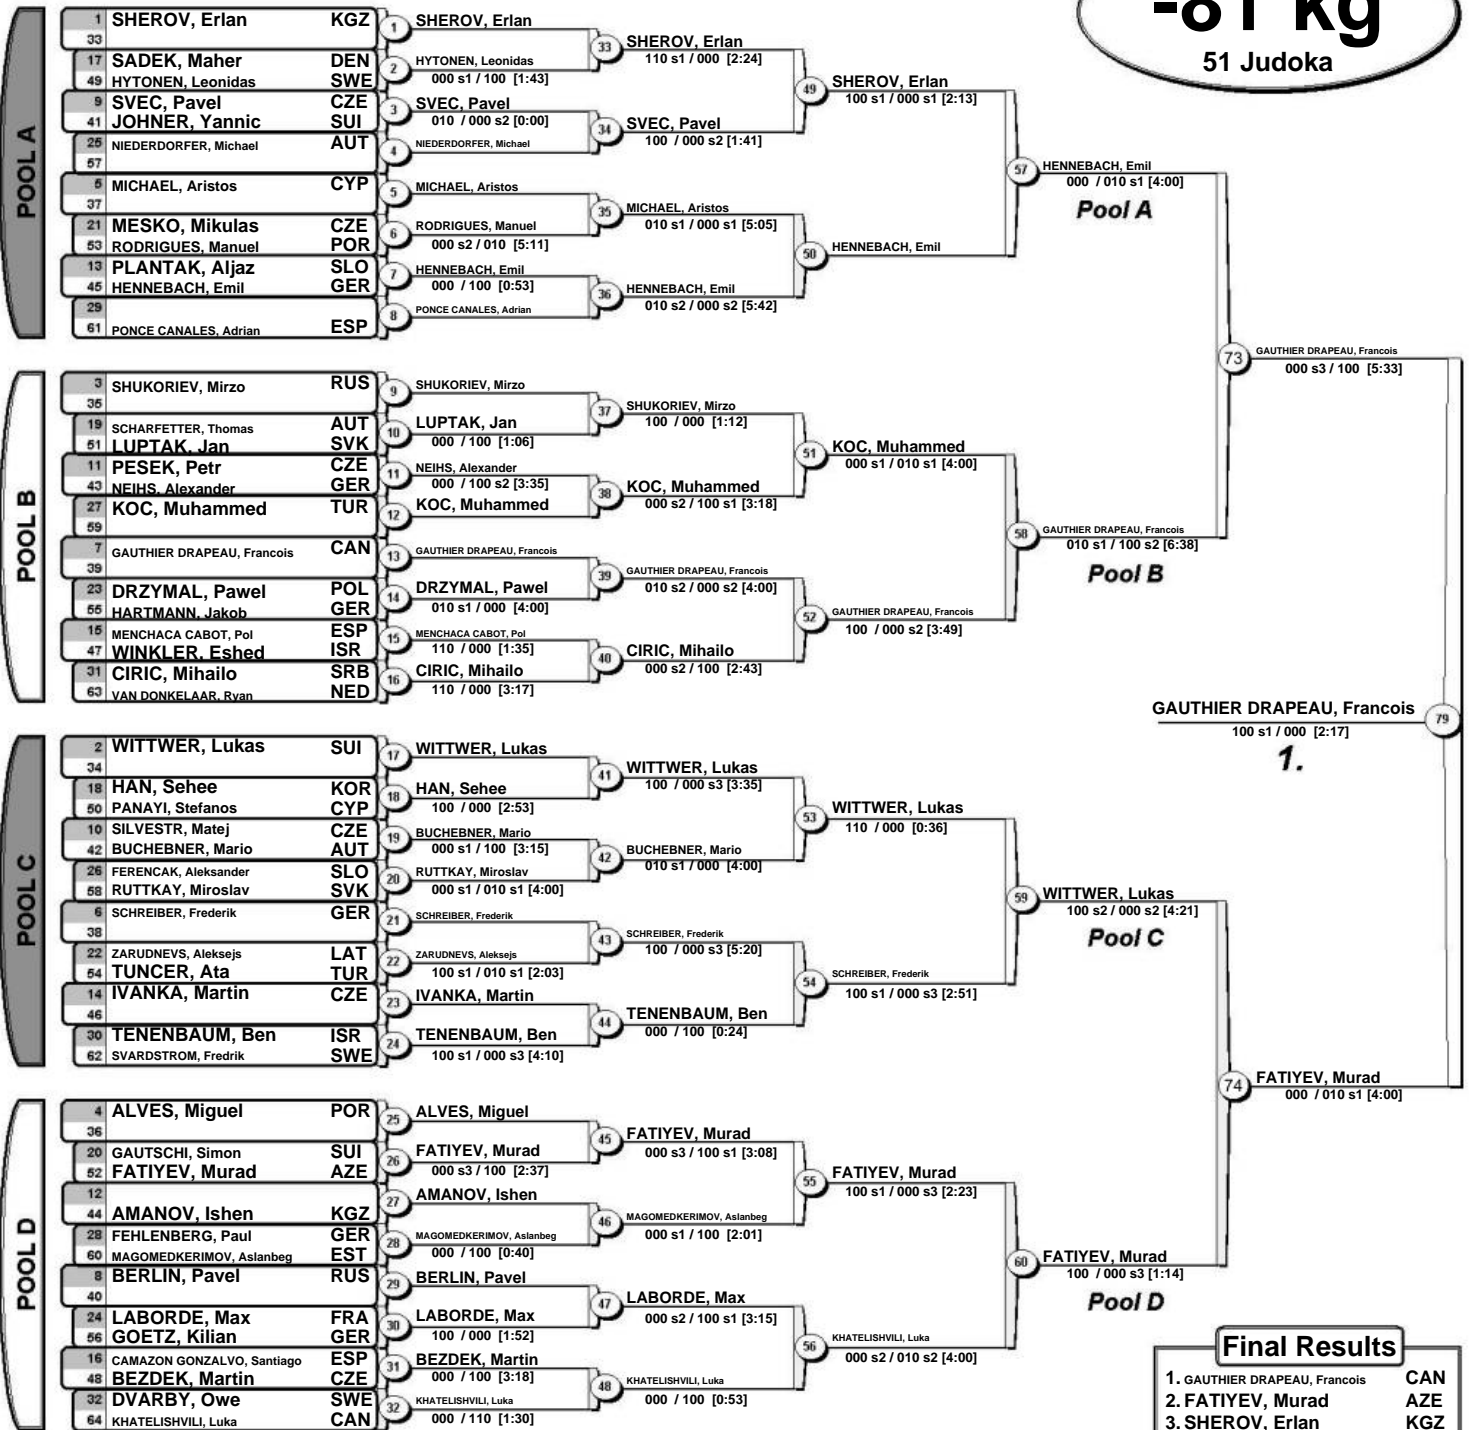 -81 kg
51 Judoka
POOL A
1 SHEROV, Erlan KGZ
33
17 SADEK, Maher DEN
49 HYTONEN, Leonidas SWE
9 SVEC, Pavel CZE
41 JOHNER, Yannic SUI
25 NIEDERDORFER, Michael AUT
57
5 MICHAEL, Aristos CYP
37
21 MESKO, Mikulas CZE
53 RODRIGUES, Manuel POR
13 PLANTAK, Aljaz SLO
45 HENNEBACH, Emil GER
29
61 PONCE CANALES, Adrian ESP
1 SHEROV, Erlan
2 HYTONEN, Leonidas
000 s1 / 100 [1:43]
3 SVEC, Pavel
010 / 000 s2 [0:00]
4 NIEDERDORFER, Michael
5 MICHAEL, Aristos
6 RODRIGUES, Manuel
000 s2 / 010 [5:11]
7 HENNEBACH, Emil
000 / 100 [0:53]
8 PONCE CANALES, Adrian
33 SHEROV, Erlan
110 s1 / 000 [2:24]
34 SVEC, Pavel
100 / 000 s2 [1:41]
35 MICHAEL, Aristos
010 s1 / 000 s1 [5:05]
36 HENNEBACH, Emil
010 s2 / 000 s2 [5:42]
49 SHEROV, Erlan
100 s1 / 000 s1 [2:13]
50 HENNEBACH, Emil
57 HENNEBACH, Emil
000 / 010 s1 [4:00]
Pool A
POOL B
3 SHUKORIEV, Mirzo RUS
35
19 SCHARFETTER, Thomas AUT
51 LUPTAK, Jan SVK
11 PESEK, Petr CZE
43 NEIHS, Alexander GER
27 KOC, Muhammed TUR
59
7 GAUTHIER DRAPEAU, Francois CAN
39
23 DRZYMAL, Pawel POL
55 HARTMANN, Jakob GER
15 MENCHACA CABOT, Pol ESP
47 WINKLER, Eshed ISR
31 CIRIC, Mihailo SRB
63 VAN DONKELAAR, Ryan NED
9 SHUKORIEV, Mirzo
10 LUPTAK, Jan
000 / 100 [1:06]
11 NEIHS, Alexander
000 / 100 s2 [3:35]
12 KOC, Muhammed
13 GAUTHIER DRAPEAU, Francois
14 DRZYMAL, Pawel
010 s1 / 000 [4:00]
15 MENCHACA CABOT, Pol
110 / 000 [1:35]
16 CIRIC, Mihailo
110 / 000 [3:17]
37 SHUKORIEV, Mirzo
100 / 000 [1:12]
38 KOC, Muhammed
000 s2 / 100 s1 [3:18]
39 GAUTHIER DRAPEAU, Francois
010 s2 / 000 s2 [4:00]
40 CIRIC, Mihailo
000 s2 / 100 [2:43]
51 KOC, Muhammed
000 s1 / 010 s1 [4:00]
52 GAUTHIER DRAPEAU, Francois
100 / 000 s2 [3:49]
58 GAUTHIER DRAPEAU, Francois
010 s1 / 100 s2 [6:38]
Pool B
73 GAUTHIER DRAPEAU, Francois
000 s3 / 100 [5:33]
GAUTHIER DRAPEAU, Francois 79
100 s1 / 000 [2:17]
1.
POOL C
2 WITTWER, Lukas SUI
34
18 HAN, Sehee KOR
50 PANAYI, Stefanos CYP
10 SILVESTR, Matej CZE
42 BUCHEBNER, Mario AUT
26 FERENCAK, Aleksander SLO
58 RUTTKAY, Miroslav SVK
6 SCHREIBER, Frederik GER
38
22 ZARUDNEVS, Aleksejs LAT
54 TUNCER, Ata TUR
14 IVANKA, Martin CZE
46
30 TENENBAUM, Ben ISR
62 SVARDSTROM, Fredrik SWE
17 WITTWER, Lukas
18 HAN, Sehee
100 / 000 [2:53]
19 BUCHEBNER, Mario
000 s1 / 100 [3:15]
20 RUTTKAY, Miroslav
000 s1 / 010 s1 [4:00]
21 SCHREIBER, Frederik
22 ZARUDNEVS, Aleksejs
100 s1 / 010 s1 [2:03]
23 IVANKA, Martin
24 TENENBAUM, Ben
100 s1 / 000 s3 [4:10]
41 WITTWER, Lukas
100 / 000 s3 [3:35]
42 BUCHEBNER, Mario
010 s1 / 000 [4:00]
43 SCHREIBER, Frederik
100 / 000 s3 [5:20]
44 TENENBAUM, Ben
000 / 100 [0:24]
53 WITTWER, Lukas
110 / 000 [0:36]
54 SCHREIBER, Frederik
100 s1 / 000 s3 [2:51]
59 WITTWER, Lukas
100 s2 / 000 s2 [4:21]
Pool C
POOL D
4 ALVES, Miguel POR
36
20 GAUTSCHI, Simon SUI
52 FATIYEV, Murad AZE
12
44 AMANOV, Ishen KGZ
28 FEHLENBERG, Paul GER
60 MAGOMEDKERIMOV, Aslanbeg EST
8 BERLIN, Pavel RUS
40
24 LABORDE, Max FRA
56 GOETZ, Kilian GER
16 CAMAZON GONZALVO, Santiago ESP
48 BEZDEK, Martin CZE
32 DVARBY, Owe SWE
64 KHATELISHVILI, Luka CAN
25 ALVES, Miguel
26 FATIYEV, Murad
000 s3 / 100 [2:37]
27 AMANOV, Ishen
28 MAGOMEDKERIMOV, Aslanbeg
000 / 100 [0:40]
29 BERLIN, Pavel
30 LABORDE, Max
100 / 000 [1:52]
31 BEZDEK, Martin
000 / 100 [3:18]
32 KHATELISHVILI, Luka
000 / 110 [1:30]
45 FATIYEV, Murad
000 s3 / 100 s1 [3:08]
46 MAGOMEDKERIMOV, Aslanbeg
000 s1 / 100 [2:01]
47 LABORDE, Max
000 s2 / 100 s1 [3:15]
48 KHATELISHVILI, Luka
000 / 100 [0:53]
55 FATIYEV, Murad
100 s1 / 000 s3 [2:23]
56 KHATELISHVILI, Luka
000 s2 / 010 s2 [4:00]
60 FATIYEV, Murad
100 / 000 s3 [1:14]
Pool D
74 FATIYEV, Murad
000 / 010 s1 [4:00]
Final Results
1. GAUTHIER DRAPEAU, Francois CAN
2. FATIYEV, Murad AZE
3. SHEROV, Erlan KGZ